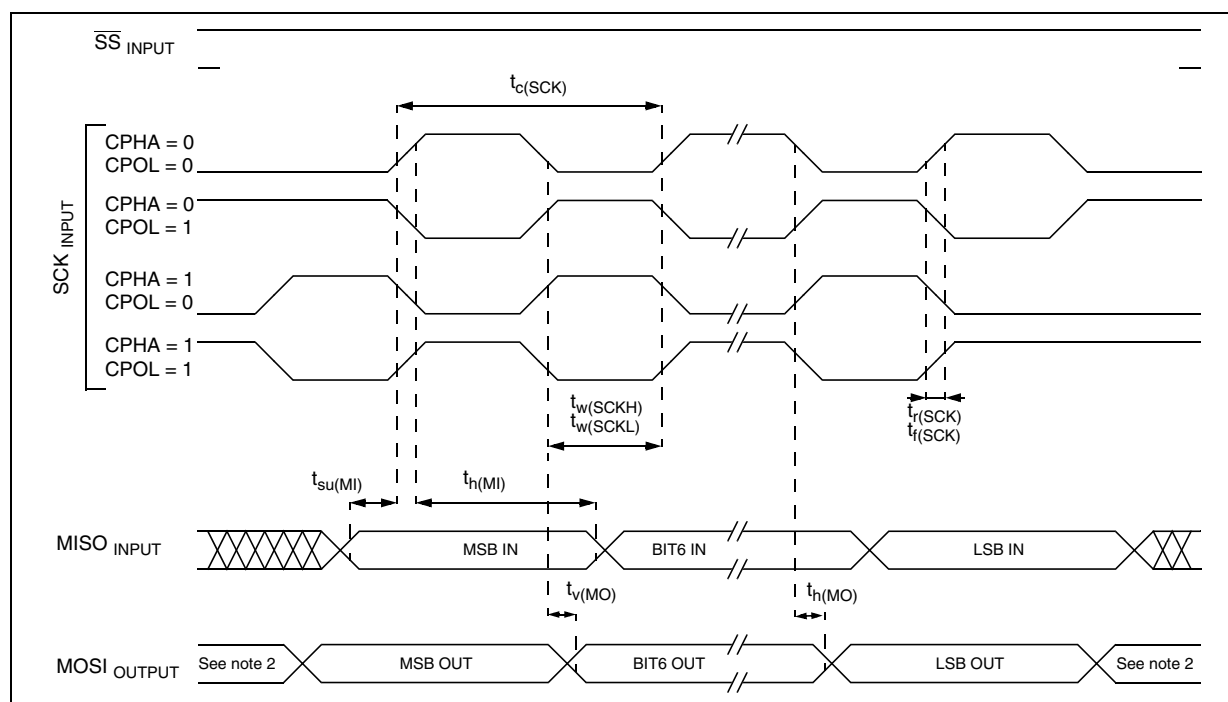 SS INPUT
tc(SCK)
SCK INPUT
CPHA = 0
CPOL = 0
CPHA = 0
CPOL = 1
CPHA = 1
CPOL = 0
CPHA = 1
CPOL = 1
tw(SCKH)
tw(SCKL)
tr(SCK)
tf(SCK)
tsu(MI)
th(MI)
MISO INPUT
MSB IN
BIT6 IN
LSB IN
tv(MO)
th(MO)
MOSI OUTPUT
See note 2
MSB OUT
BIT6 OUT
LSB OUT
See note 2